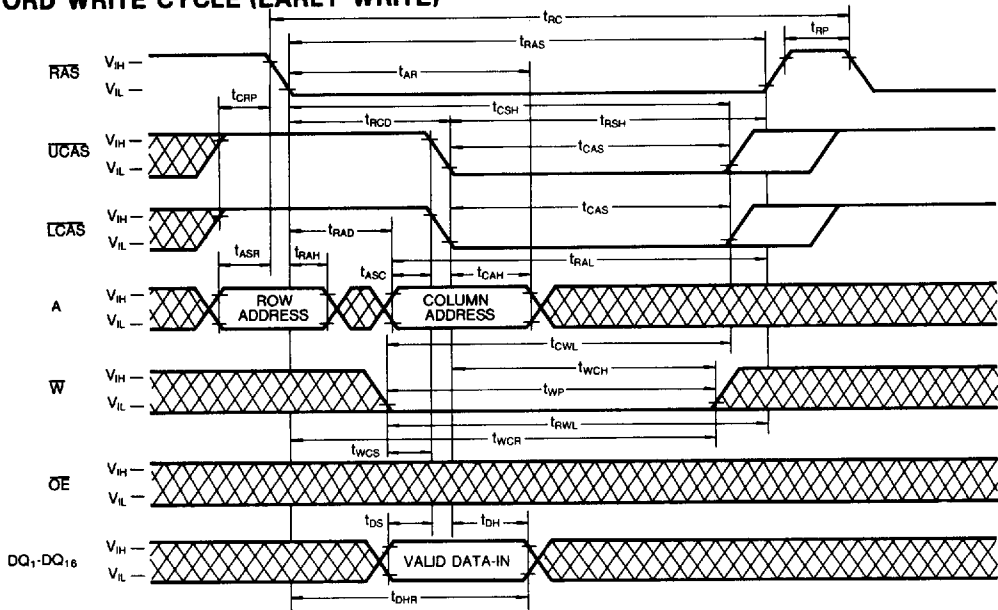 ORD WRITE CYCLE (EARLY WRITE)
tRC
tRP
tRAS
tAR
RAS
VIH
VIL
tCRP
tCSH
tRCD
tRSH
UCAS
VIH
VIL
tCAS
LCAS
VIH
VIL
tCAS
tRAD
tRAL
tASR
tRAH
tASC
tCAH
A
VIH
VIL
ROW
ADDRESS
COLUMN
ADDRESS
tCWL
tWCH
W
VIH
VIL
tWP
tRWL
tWCR
tWCS
OE
VIH
VIL
tDS
tDH
DQ1-DQ16
VIH
VIL
VALID DATA-IN
tDHR